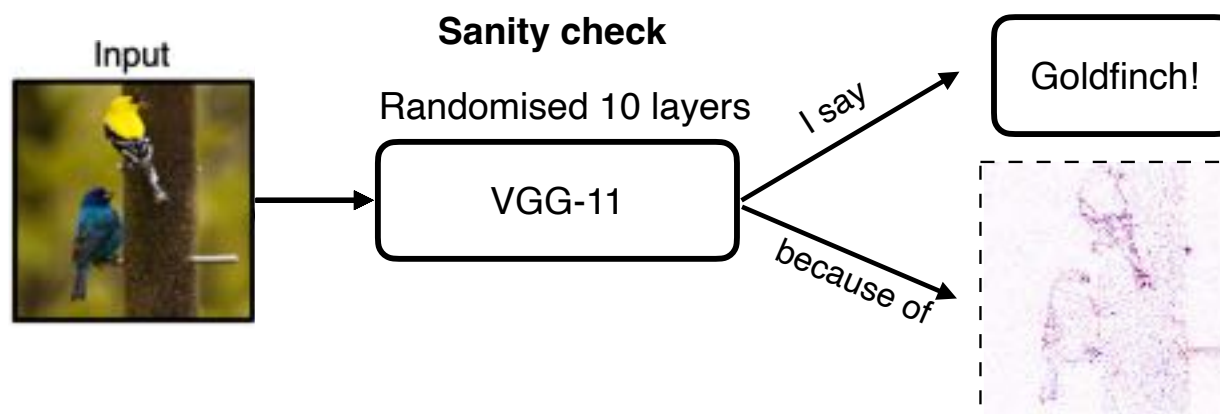 Sanity check
Input
Randomised 10 layers
VGG-11
I say
Goldfinch!
because of